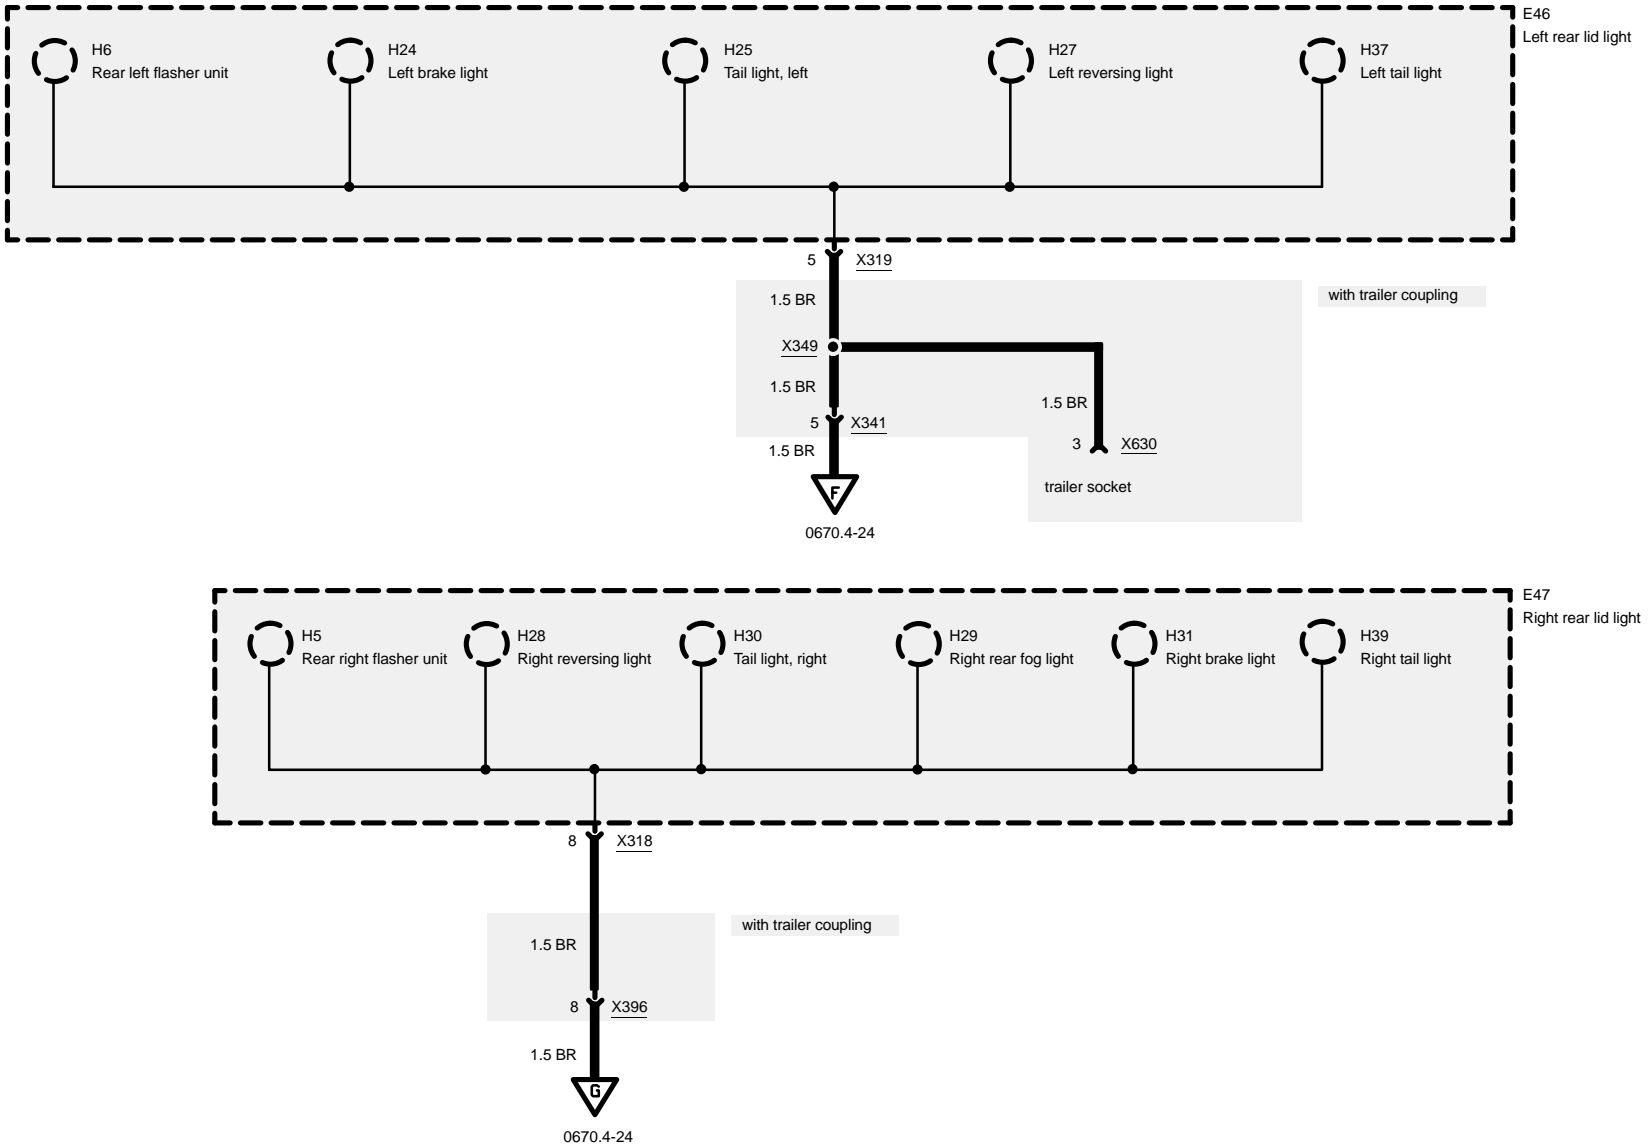 E46
Left rear lid light
H6
Rear left flasher unit
H24
Left brake light
H25
Tail light, left
H27
Left reversing light
H37
Left tail light
5
X319
1.5 BR
with trailer coupling
X349
1.5 BR
1.5 BR
5
X341
3
X630
1.5 BR
trailer socket
F
0670.4-24
E47
Right rear lid light
H5
Rear right flasher unit
H28
Right reversing light
H30
Tail light, right
H29
Right rear fog light
H31
Right brake light
H39
Right tail light
8
X318
with trailer coupling
1.5 BR
8
X396
1.5 BR
G
0670.4-24